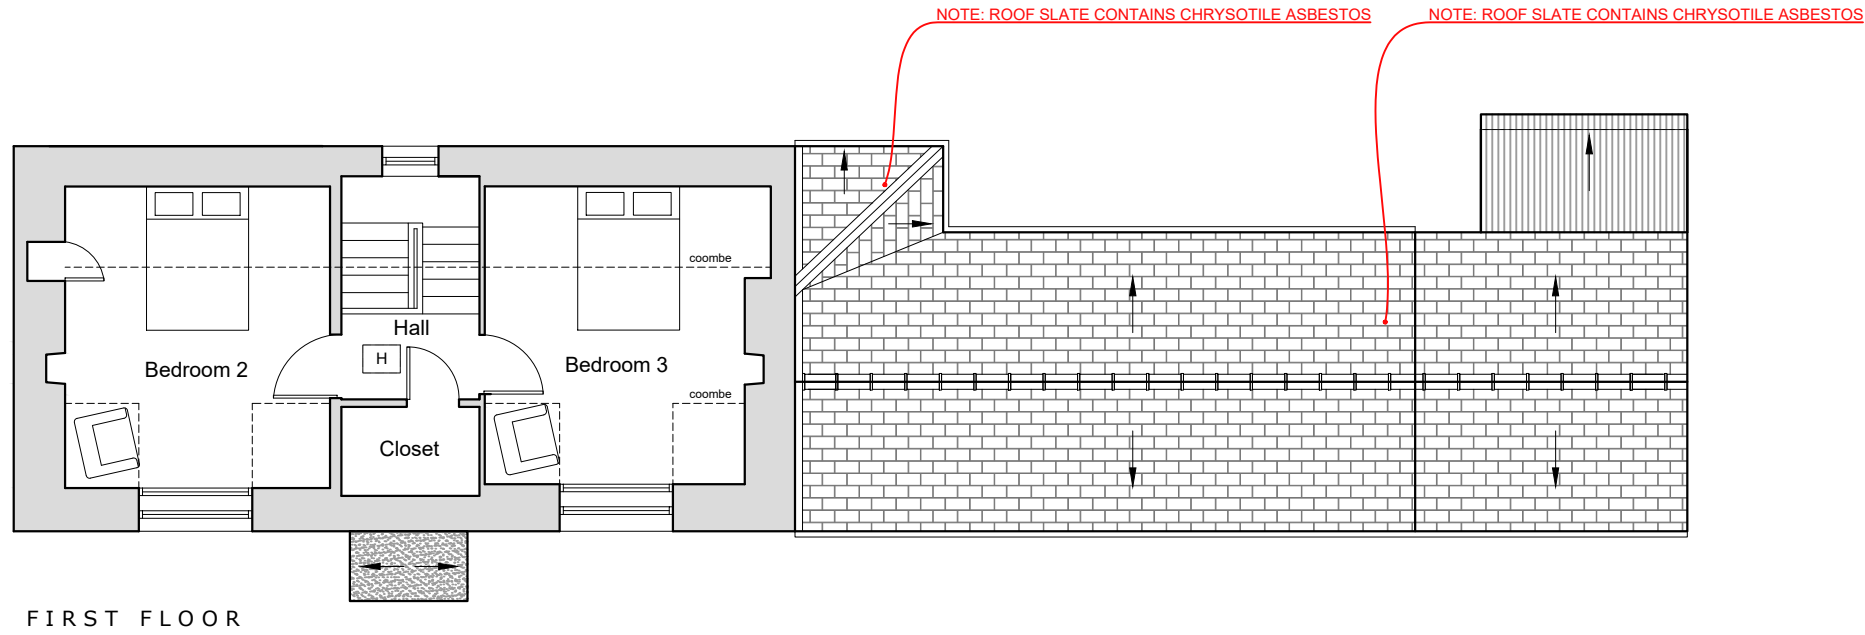 NOTE: ROOF SLATE CONTAINS CHRYSOTILE ASBESTOS
NOTE: ROOF SLATE CONTAINS CHRYSOTILE ASBESTOS
coombe
Hall
H
Bedroom 2
Bedroom 3
coombe
Closet
FIRST FLOOR